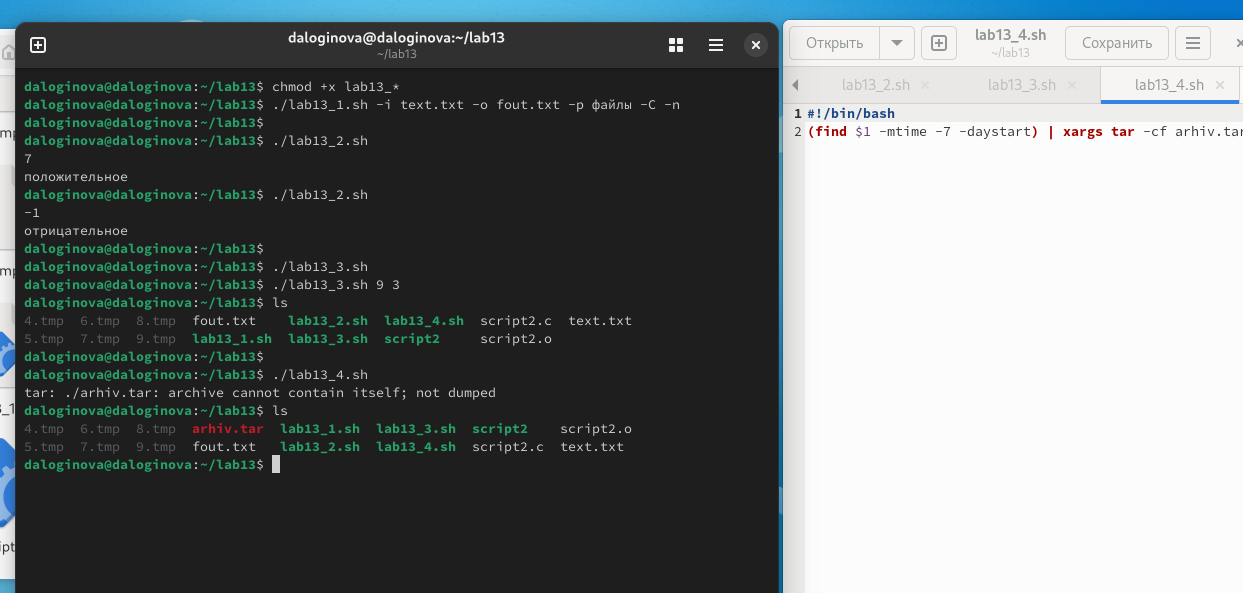 daloginova@daloginova:~/lab13
~/lab13
daloginova@daloginova:~/lab13$ chmod +x lab13_*
daloginova@daloginova:~/lab13$ ./lab13_1.sh -i text.txt -o fout.txt -p файлы -C -n
daloginova@daloginova:~/lab13$
daloginova@daloginova:~/lab13$ ./lab13_2.sh
7
положительное
daloginova@daloginova:~/lab13$ ./lab13_2.sh
-1
отрицательное
daloginova@daloginova:~/lab13$
daloginova@daloginova:~/lab13$ ./lab13_3.sh
daloginova@daloginova:~/lab13$ ./lab13_3.sh 9 3
daloginova@daloginova:~/lab13$ ls
4.tmp 6.tmp 8.tmp fout.txt lab13_2.sh lab13_4.sh script2.c text.txt
5.tmp 7.tmp 9.tmp lab13_1.sh lab13_3.sh script2 script2.o
daloginova@daloginova:~/lab13$
daloginova@daloginova:~/lab13$ ./lab13_4.sh
tar: ./arhiv.tar: archive cannot contain itself; not dumped
daloginova@daloginova:~/lab13$ ls
4.tmp 6.tmp 8.tmp arhiv.tar lab13_1.sh lab13_3.sh script2 script2.o
5.tmp 7.tmp 9.tmp fout.txt lab13_2.sh lab13_4.sh script2.c text.txt
daloginova@daloginova:~/lab13$
Открыть
lab13_4.sh
~/lab13
Сохранить
lab13_2.sh lab13_3.sh lab13_4.sh
1 #!/bin/bash
2 (find $1 -mtime -7 -daystart) | xargs tar -cf arhiv.tar